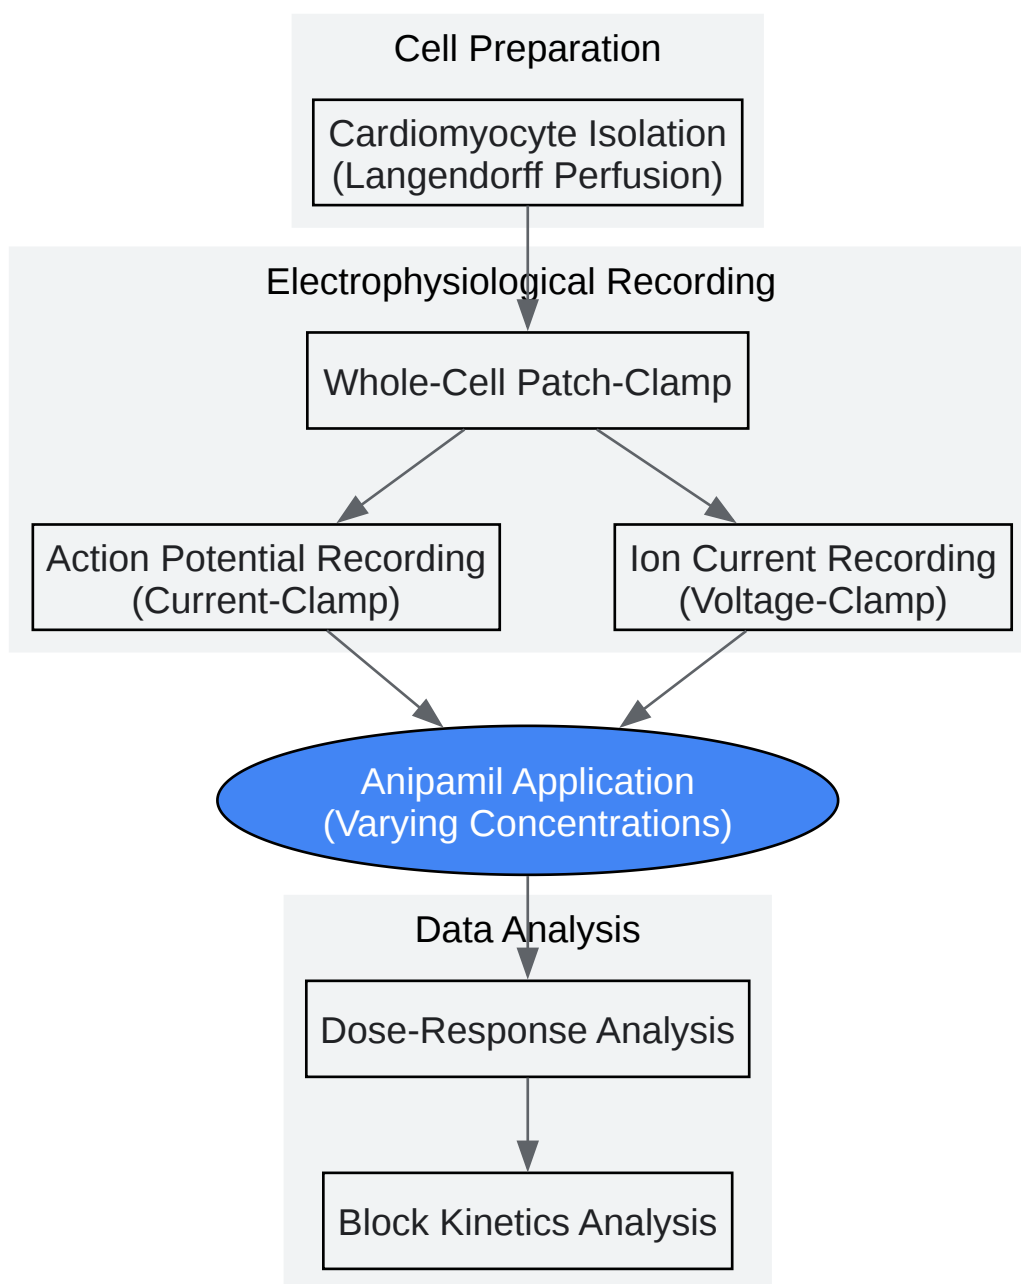 Cell Preparation
Cardiomyocyte Isolation
(Langendorff Perfusion)
Electrophysiological Recording
Whole-Cell Patch-Clamp
Action Potential Recording
(Current-Clamp)
Ion Current Recording
(Voltage-Clamp)
Anipamil Application
(Varying Concentrations)
Data Analysis
Dose-Response Analysis
Block Kinetics Analysis